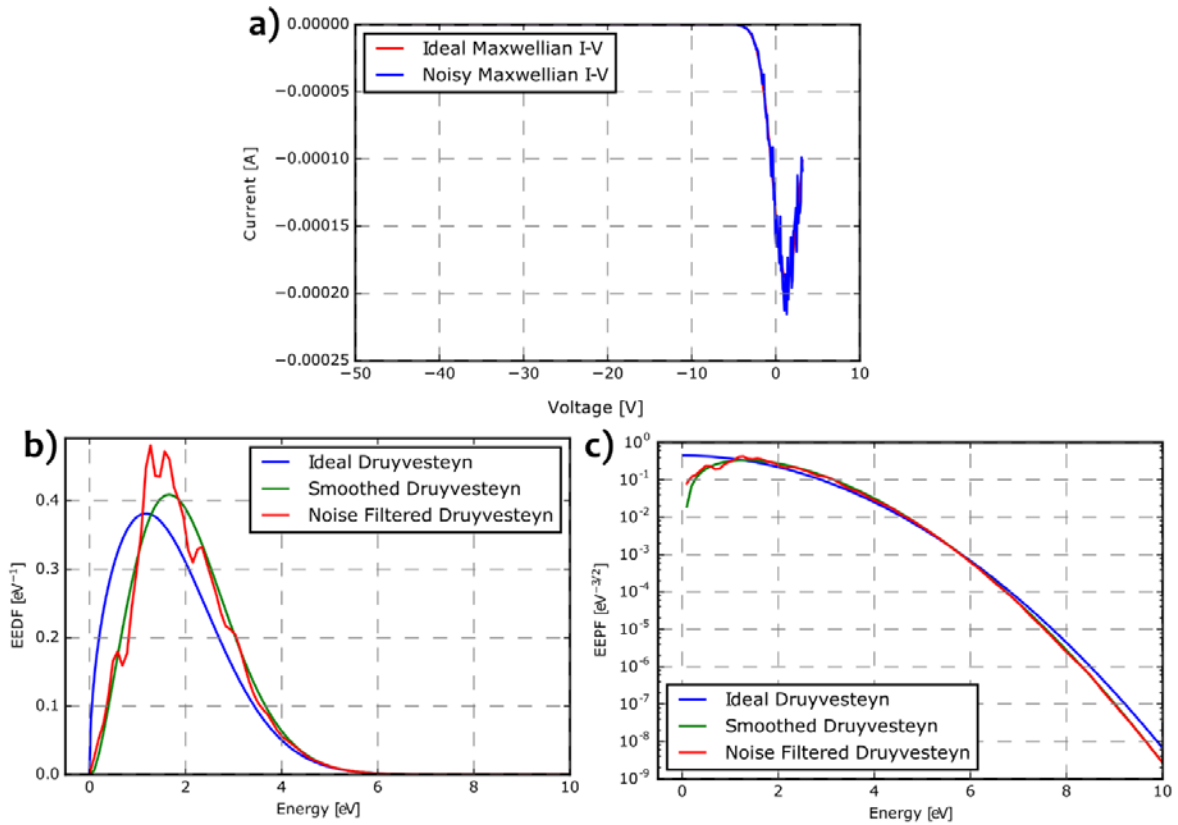 a)
0.00000
−0.00005
−0.00010
−0.00015
−0.00020
−0.00025
Current [A]
Ideal Maxwellian I-V
Noisy Maxwellian I-V
−50
−40
−30
−20
−10
0
10
Voltage [V]
b)
0.4
0.3
0.2
0.1
0.0
EEDF [eV⁻¹]
Ideal Druyvesteyn
Smoothed Druyvesteyn
Noise Filtered Druyvesteyn
0
2
4
6
8
10
Energy [eV]
c)
10⁰
10⁻¹
10⁻²
10⁻³
10⁻⁴
10⁻⁵
10⁻⁶
10⁻⁷
10⁻⁸
10⁻⁹
EEPF [eV⁻³/²]
Ideal Druyvesteyn
Smoothed Druyvesteyn
Noise Filtered Druyvesteyn
0
2
4
6
8
10
Energy [eV]